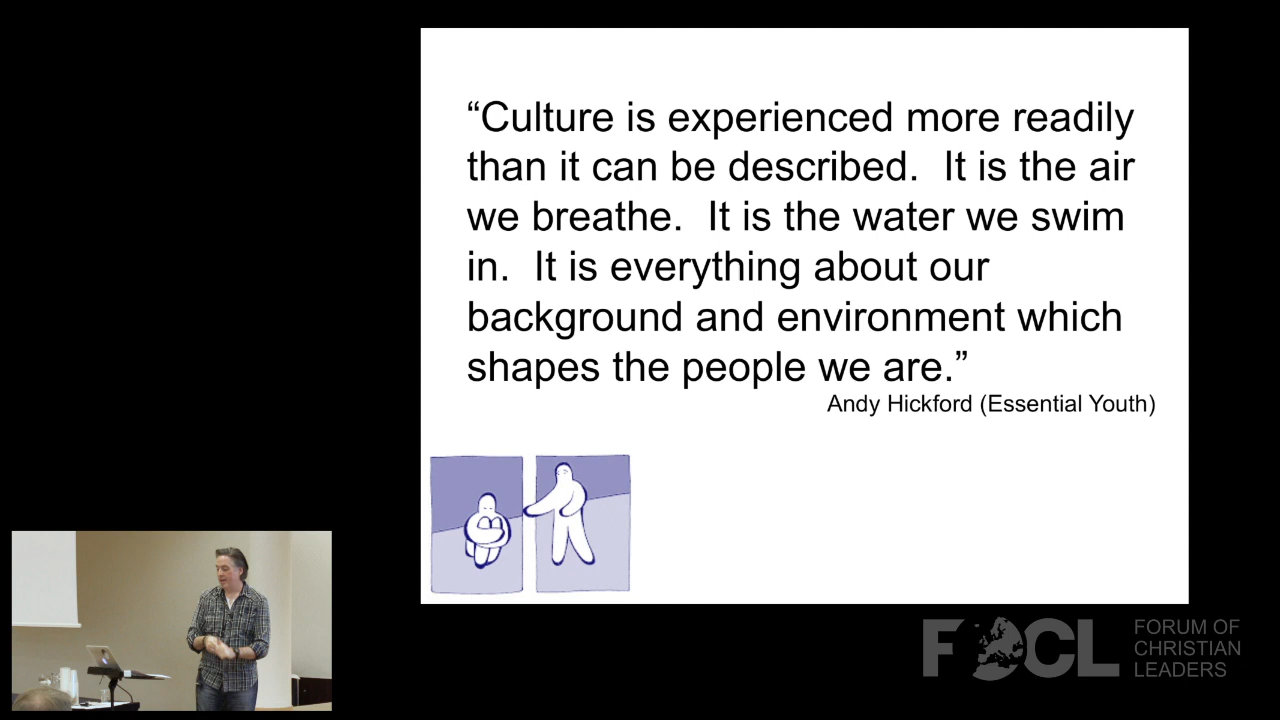 “Culture is experienced more readily
than it can be described.  It is the air
we breathe.  It is the water we swim
in.  It is everything about our
background and environment which
shapes the people we are.”
Andy Hickford (Essential Youth)
FOCL
FORUM OF
CHRISTIAN
LEADERS